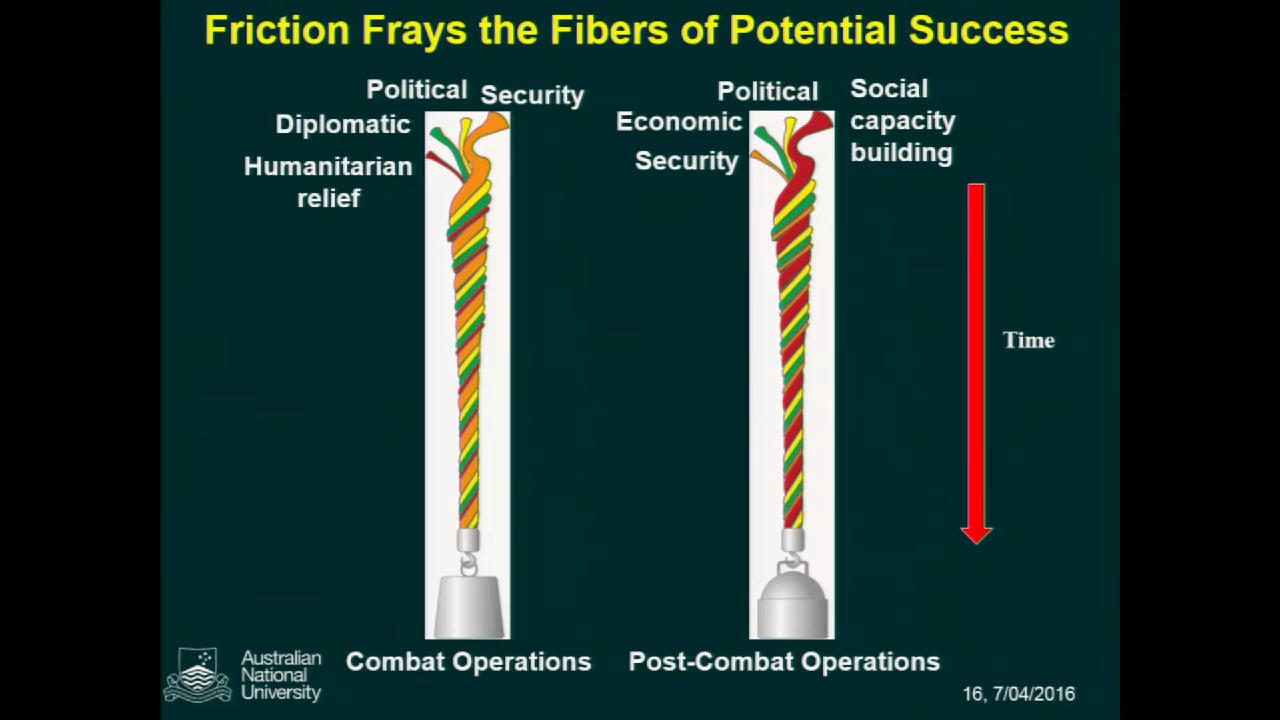 Friction Frays the Fibers of Potential Success
Political
Security
Diplomatic
Humanitarian
relief
Political
Economic
Security
Social
capacity
building
Time
Combat Operations
Post-Combat Operations
Australian
National
University
16, 7/04/2016